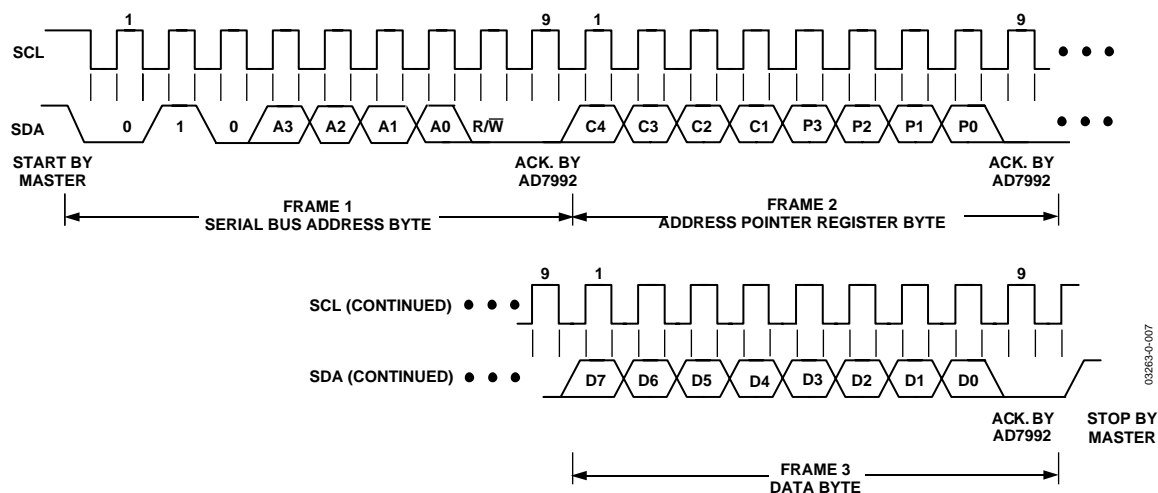 1 9 1 9
SCL
SDA 0 1 0 A3 A2 A1 A0 R/W̅ C4 C3 C2 C1 P3 P2 P1 P0
START BY
MASTER
ACK. BY
AD7992
ACK. BY
AD7992
FRAME 1
SERIAL BUS ADDRESS BYTE
FRAME 2
ADDRESS POINTER REGISTER BYTE
9 1 9
SCL (CONTINUED)
SDA (CONTINUED) D7 D6 D5 D4 D3 D2 D1 D0
ACK. BY
AD7992
STOP BY
MASTER
FRAME 3
DATA BYTE
03263-0-007